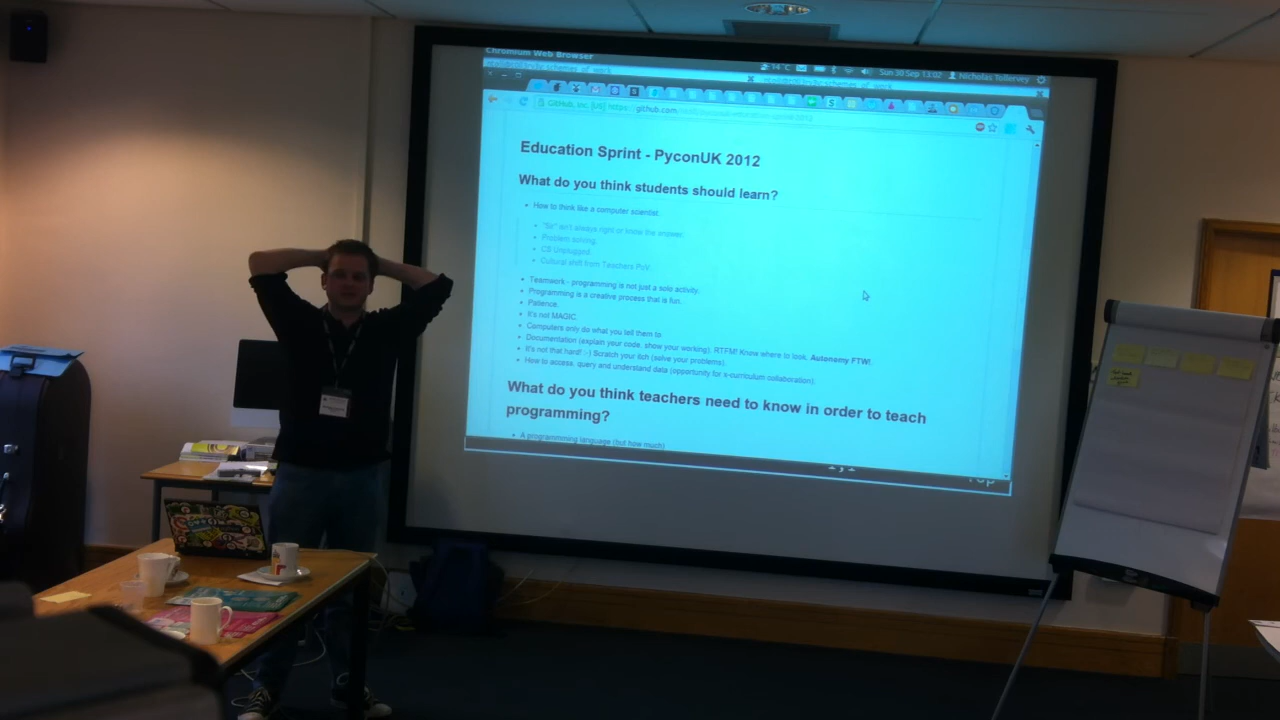 Chromium Web Browser
14 °C Sun 30 Sep 13:02 Nicholas Tollervey
schemes_of_work
GitHub, Inc. [US] https://github.com
Education Sprint - PyconUK 2012
What do you think students should learn?
How to think like a computer scientist.
"Sir" isn't always right or know the answer.
Problem solving.
CS Unplugged.
Cultural shift from Teachers PoV
Teamwork - programming is not just a solo activity.
Programming is a creative process that is fun.
Patience.
It's not MAGIC.
Computers only do what you tell them to.
Documentation (explain your code, show your working). RTFM! Know where to look. Autonomy FTW!
It's not that hard! :-) Scratch your itch (solve your problems).
How to access, query and understand data (opportunity for x-curriculum collaboration).
What do you think teachers need to know in order to teach
programming?
A programming language (but how much)
Top